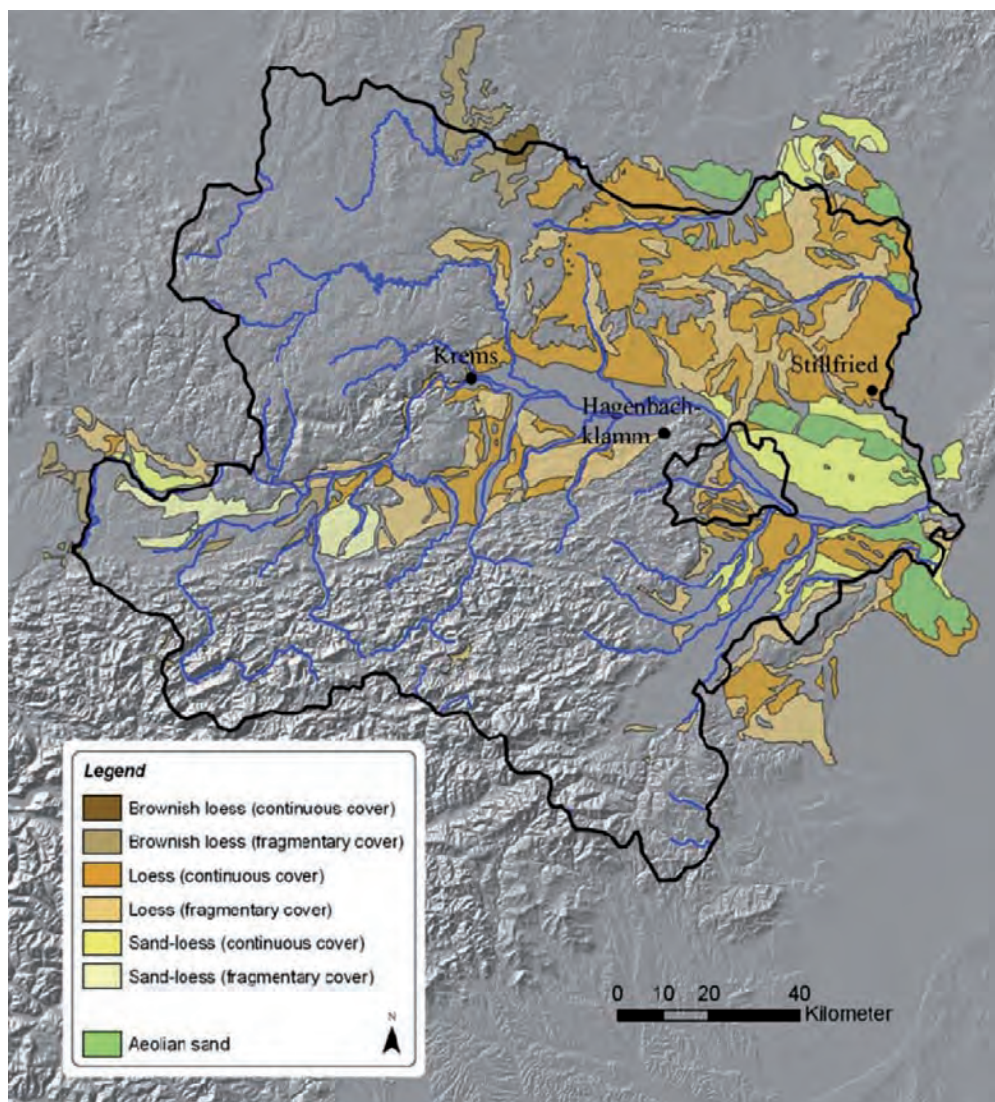 Krems
Stillfried
Hagenbach-
klamm
Legend
Brownish loess (continuous cover)
Brownish loess (fragmentary cover)
Loess (continuous cover)
Loess (fragmentary cover)
Sand-loess (continuous cover)
Sand-loess (fragmentary cover)
Aeolian sand
N
0 10 20 40
Kilometer